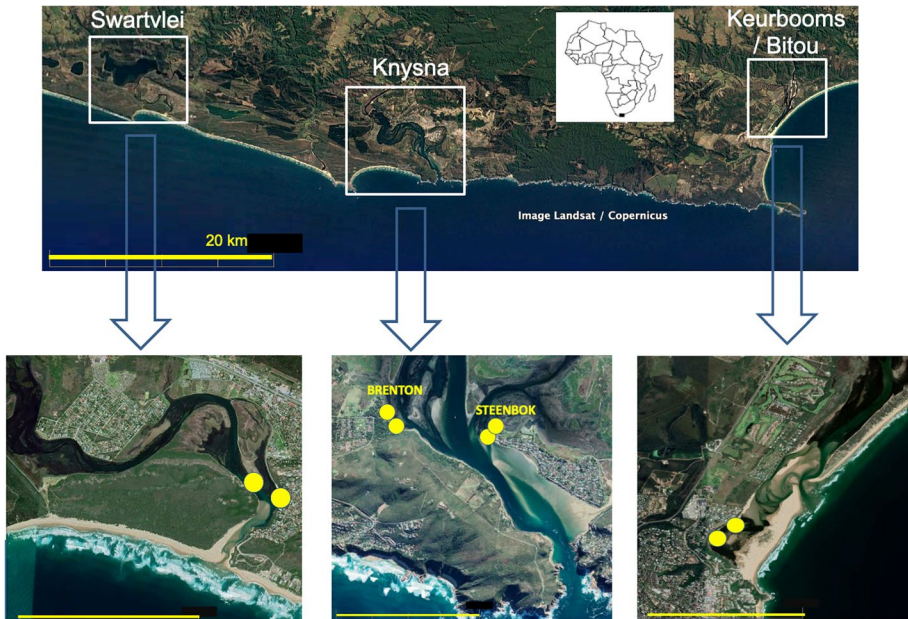 Swartvlei
Knysna
Keurbooms
/ Bitou
Image Landsat / Copernicus
20 km
BRENTON
STEENBOK